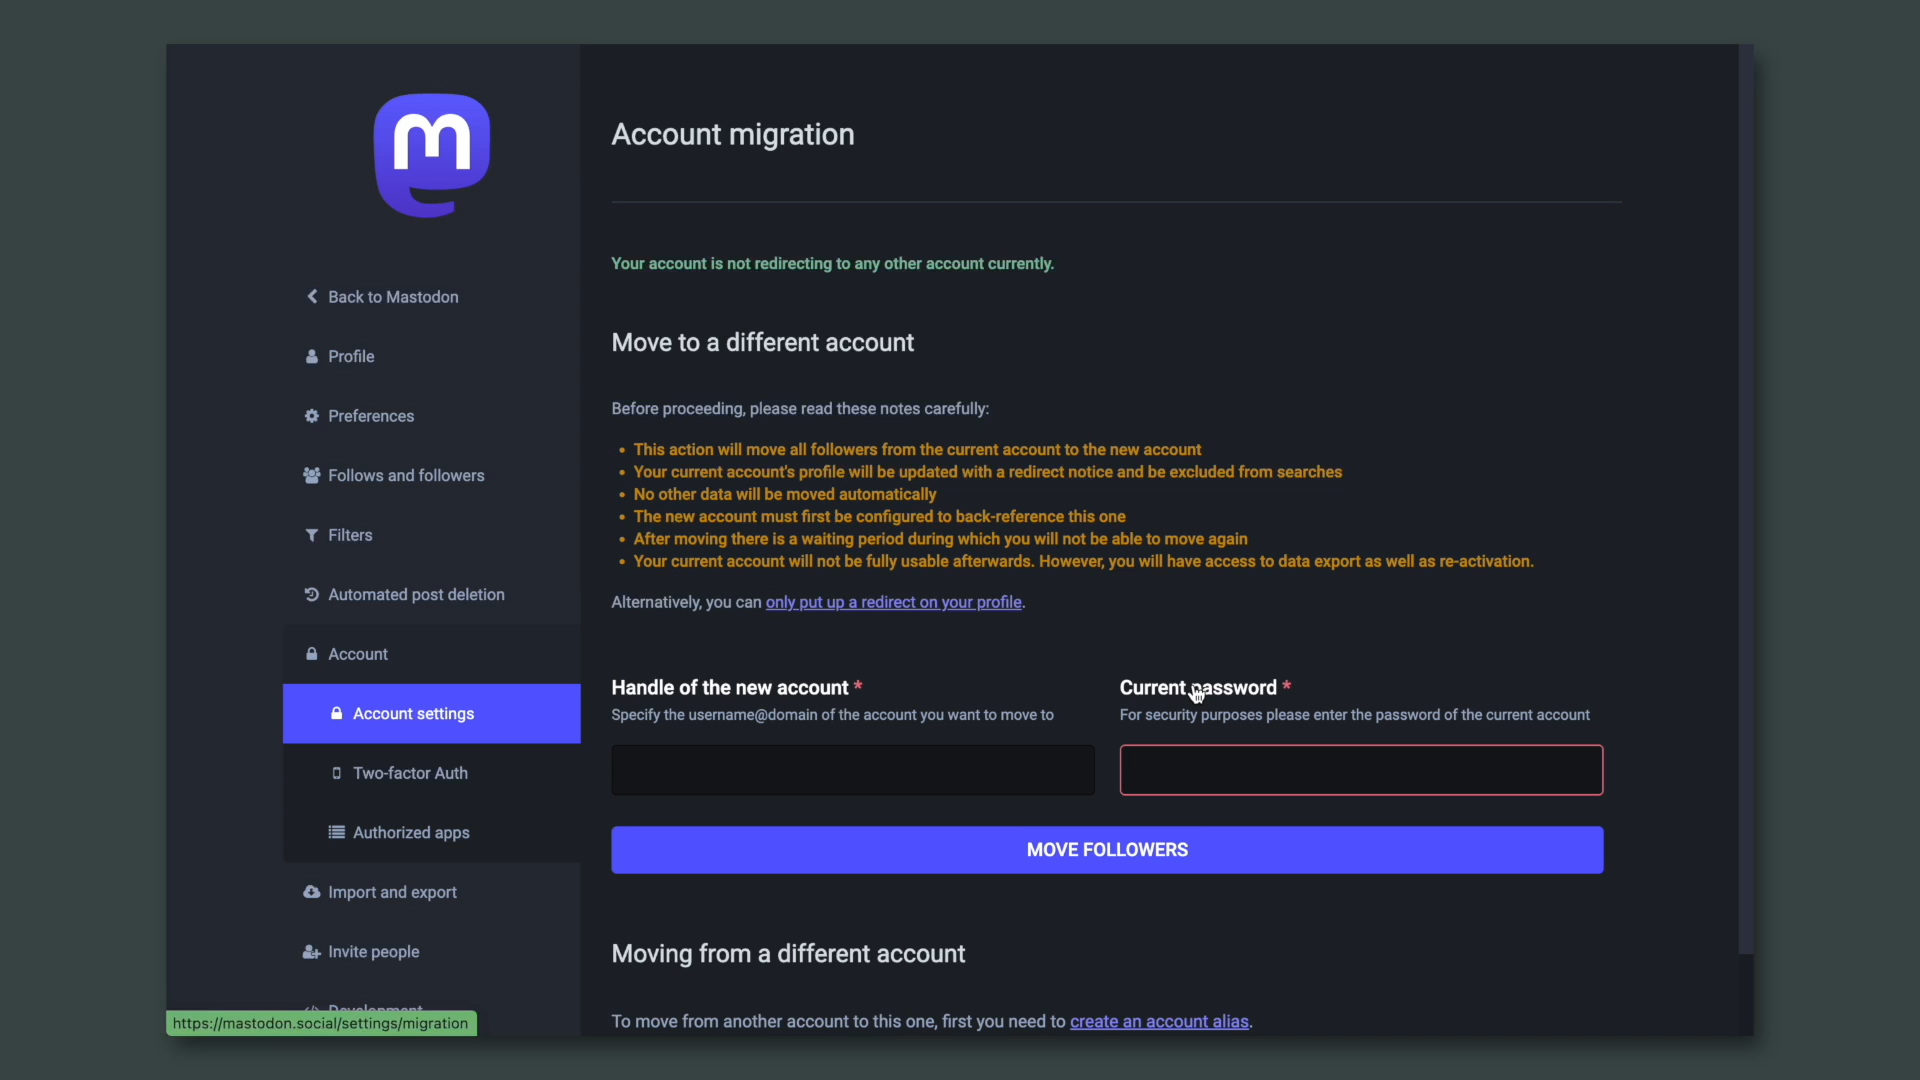 Back to Mastodon
Profile
Preferences
Follows and followers
Filters
Automated post deletion
Account
Account settings
Two-factor Auth
Authorized apps
Import and export
Invite people
Development
https://mastodon.social/settings/migration
Account migration
Your account is not redirecting to any other account currently.
Move to a different account
Before proceeding, please read these notes carefully:
• This action will move all followers from the current account to the new account
• Your current account's profile will be updated with a redirect notice and be excluded from searches
• No other data will be moved automatically
• The new account must first be configured to back-reference this one
• After moving there is a waiting period during which you will not be able to move again
• Your current account will not be fully usable afterwards. However, you will have access to data export as well as re-activation.
Alternatively, you can only put up a redirect on your profile.
Handle of the new account *
Specify the username@domain of the account you want to move to
Current password *
For security purposes please enter the password of the current account
MOVE FOLLOWERS
Moving from a different account
To move from another account to this one, first you need to create an account alias.